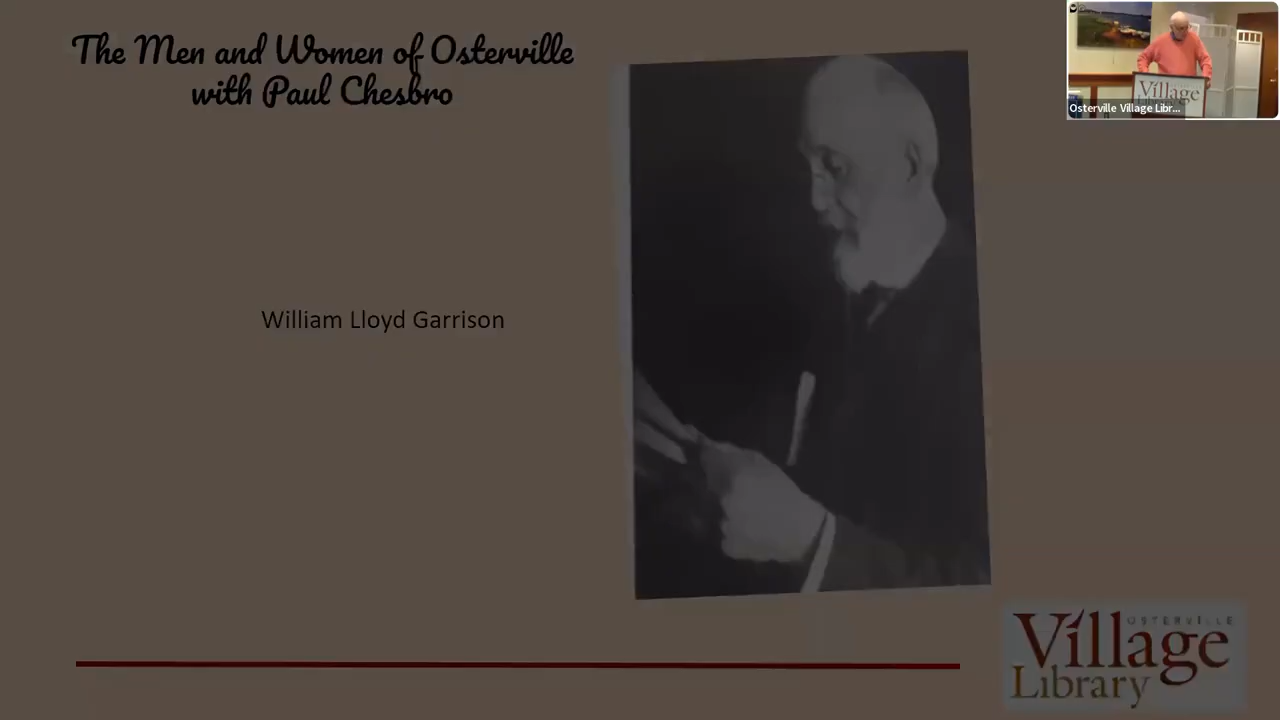 The Men and Women of Osterville
with Paul Chesbro
William Lloyd Garrison
Village
Osterville Village Libr...
OSTERVILLE
Village
Library